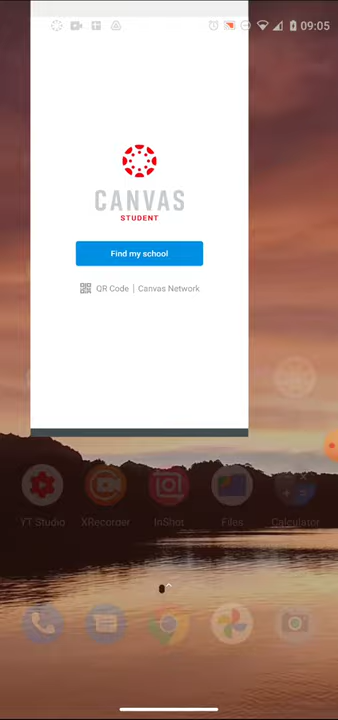 09:05
CANVAS
STUDENT
Find my school
QR Code | Canvas Network
YT Studio
XRecorder
InShot
Files
Calculator